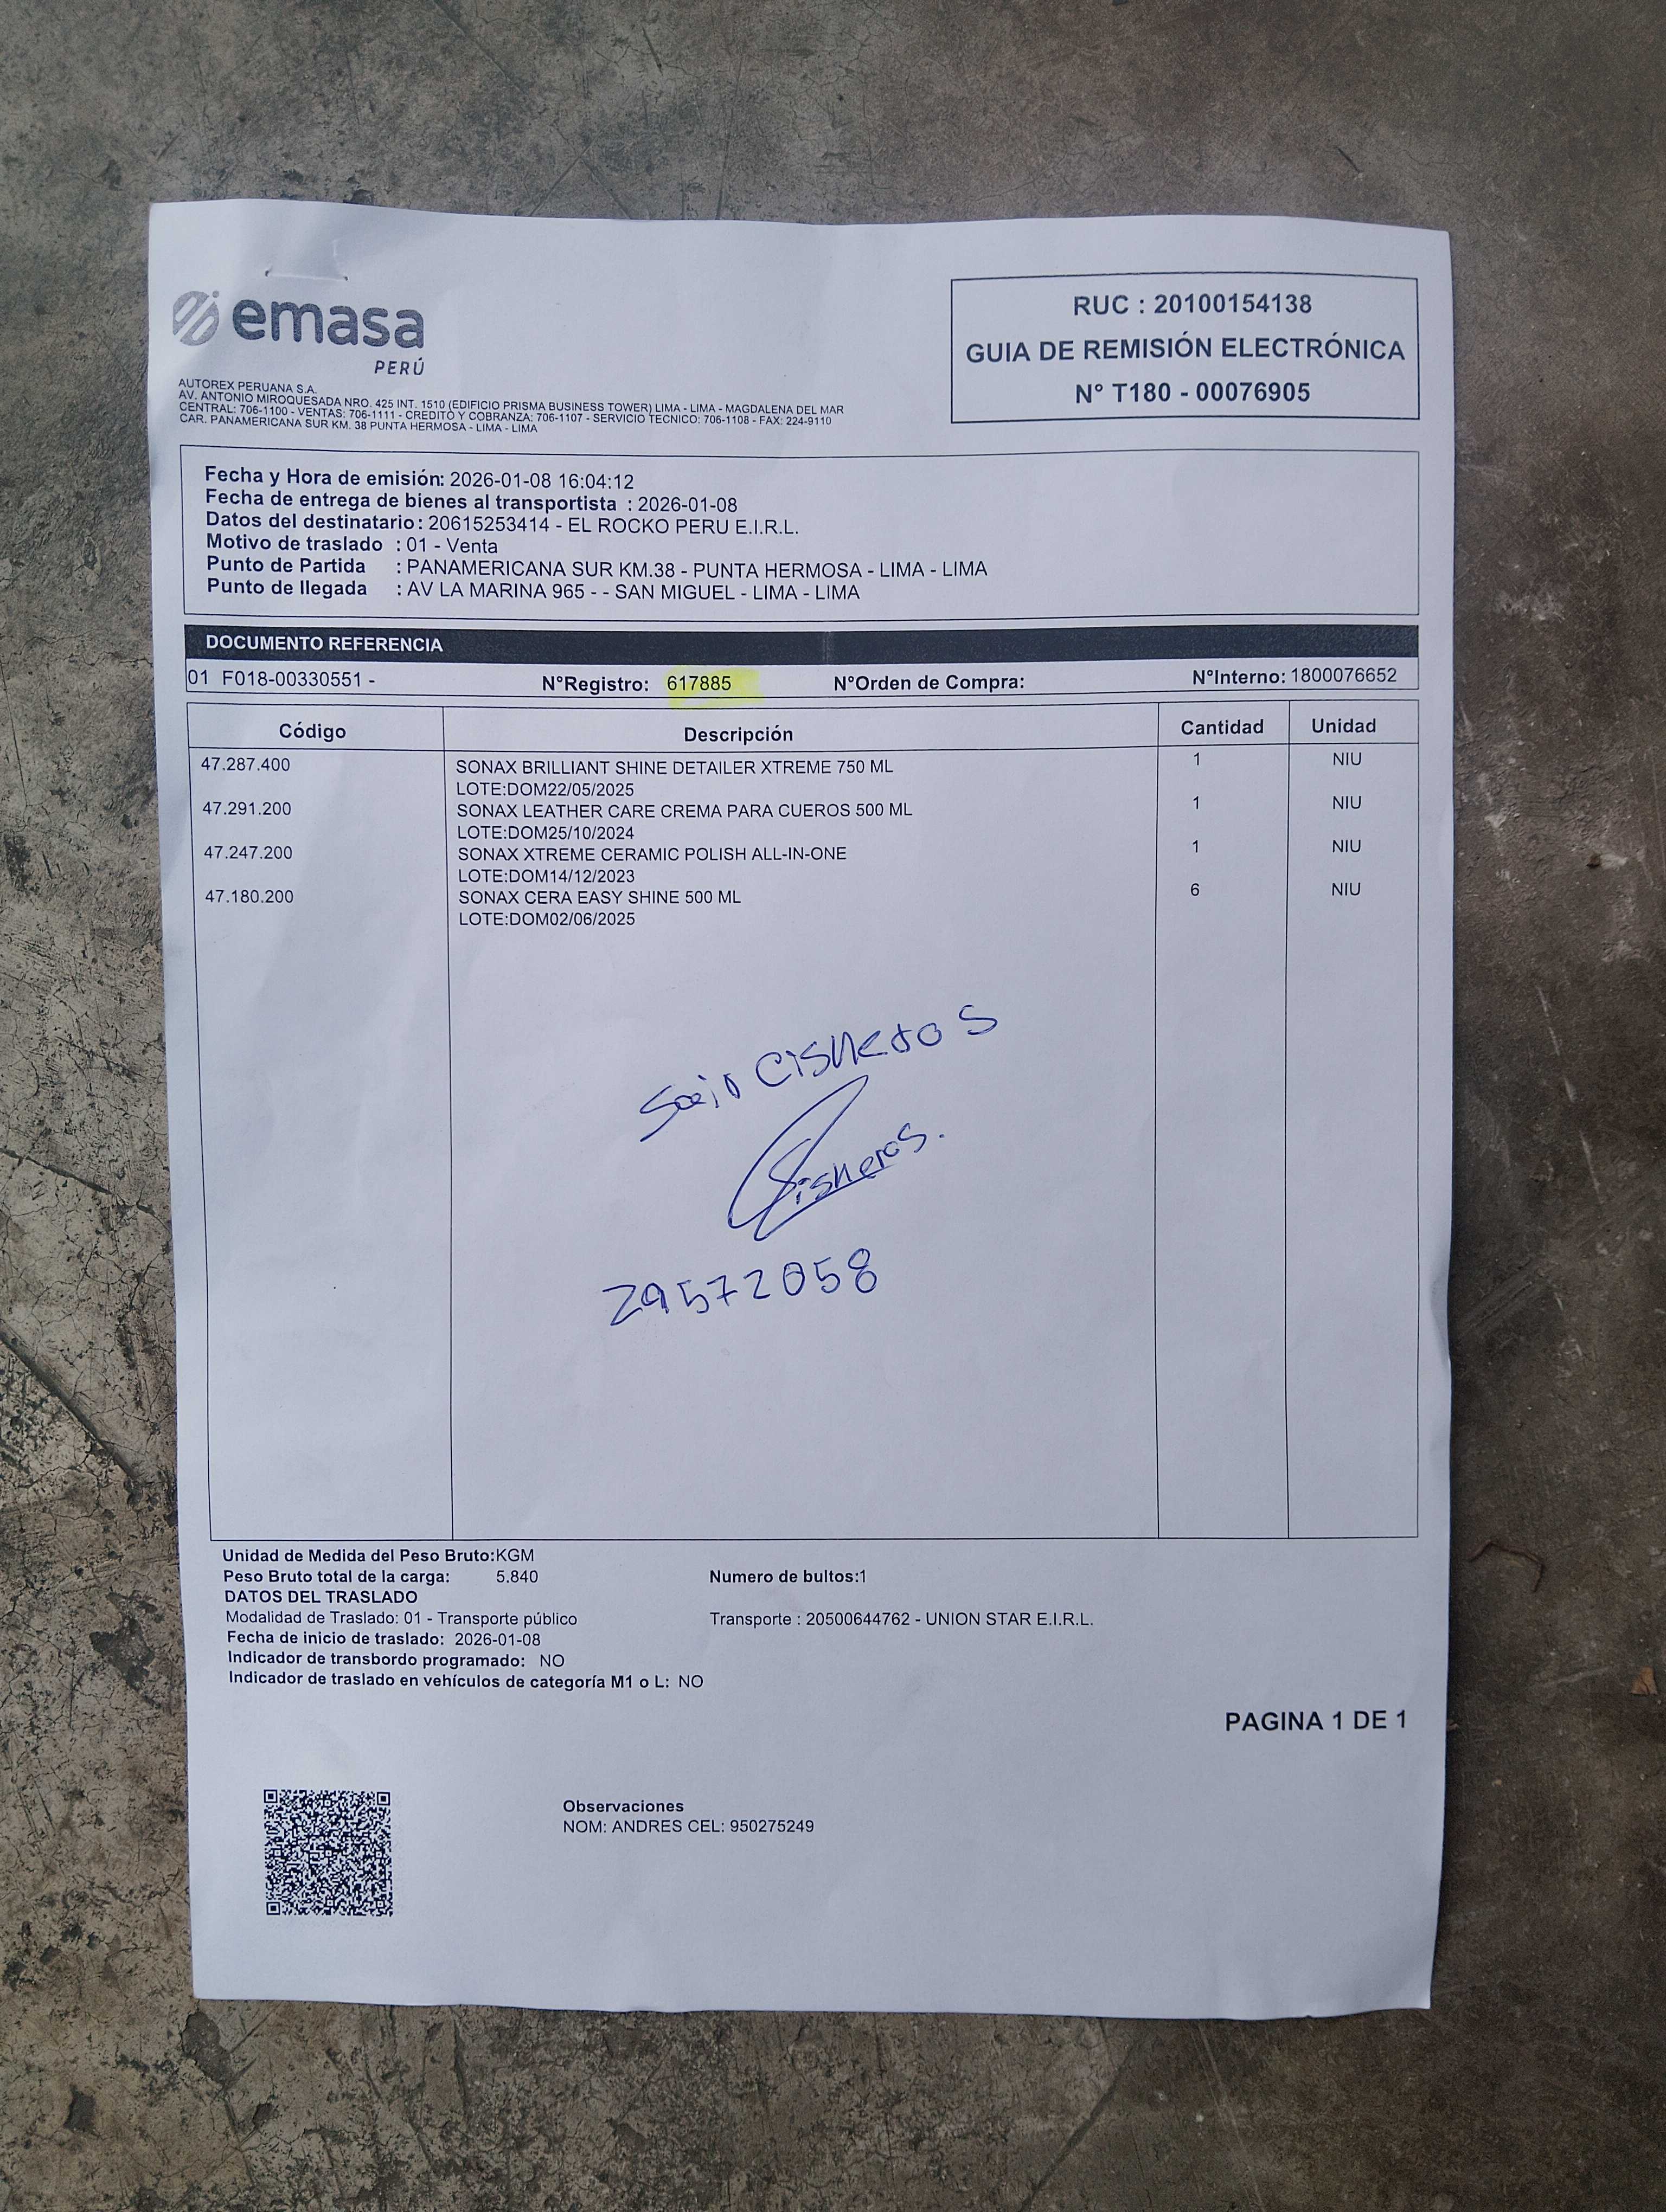 emasa
PERÚ
AUTOREX PERUANA S.A.
AV. ANTONIO MIROQUESADA NRO. 425 INT. 1510 (EDIFICIO PRISMA BUSINESS TOWER) LIMA - LIMA - MAGDALENA DEL MAR
CENTRAL: 706-1100 - VENTAS: 706-1111 - CREDITO Y COBRANZA: 706-1107 - SERVICIO TECNICO: 706-1108 - FAX: 224-9110
CAR. PANAMERICANA SUR KM. 38 PUNTA HERMOSA - LIMA - LIMA
RUC : 20100154138
GUIA DE REMISIÓN ELECTRÓNICA
N° T180 - 00076905
Fecha y Hora de emisión: 2026-01-08 16:04:12
Fecha de entrega de bienes al transportista : 2026-01-08
Datos del destinatario : 20615253414 - EL ROCKO PERU E.I.R.L.
Motivo de traslado : 01 - Venta
Punto de Partida : PANAMERICANA SUR KM.38 - PUNTA HERMOSA - LIMA - LIMA
Punto de llegada : AV LA MARINA 965 - - SAN MIGUEL - LIMA - LIMA
DOCUMENTO REFERENCIA
01 F018-00330551 - N°Registro: 617885 N°Orden de Compra: N°Interno: 1800076652
Código Descripción Cantidad Unidad
47.287.400 SONAX BRILLIANT SHINE DETAILER XTREME 750 ML 1 NIU
LOTE:DOM22/05/2025
47.291.200 SONAX LEATHER CARE CREMA PARA CUEROS 500 ML 1 NIU
LOTE:DOM25/10/2024
47.247.200 SONAX XTREME CERAMIC POLISH ALL-IN-ONE 1 NIU
LOTE:DOM14/12/2023
47.180.200 SONAX CERA EASY SHINE 500 ML 6 NIU
LOTE:DOM02/06/2025
Cisneros
Cisneros.
29572058
Unidad de Medida del Peso Bruto:KGM
Peso Bruto total de la carga: 5.840 Numero de bultos:1
DATOS DEL TRASLADO
Modalidad de Traslado: 01 - Transporte público Transporte : 20500644762 - UNION STAR E.I.R.L.
Fecha de inicio de traslado: 2026-01-08
Indicador de transbordo programado: NO
Indicador de traslado en vehículos de categoría M1 o L: NO
PAGINA 1 DE 1
Observaciones
NOM: ANDRES CEL: 950275249